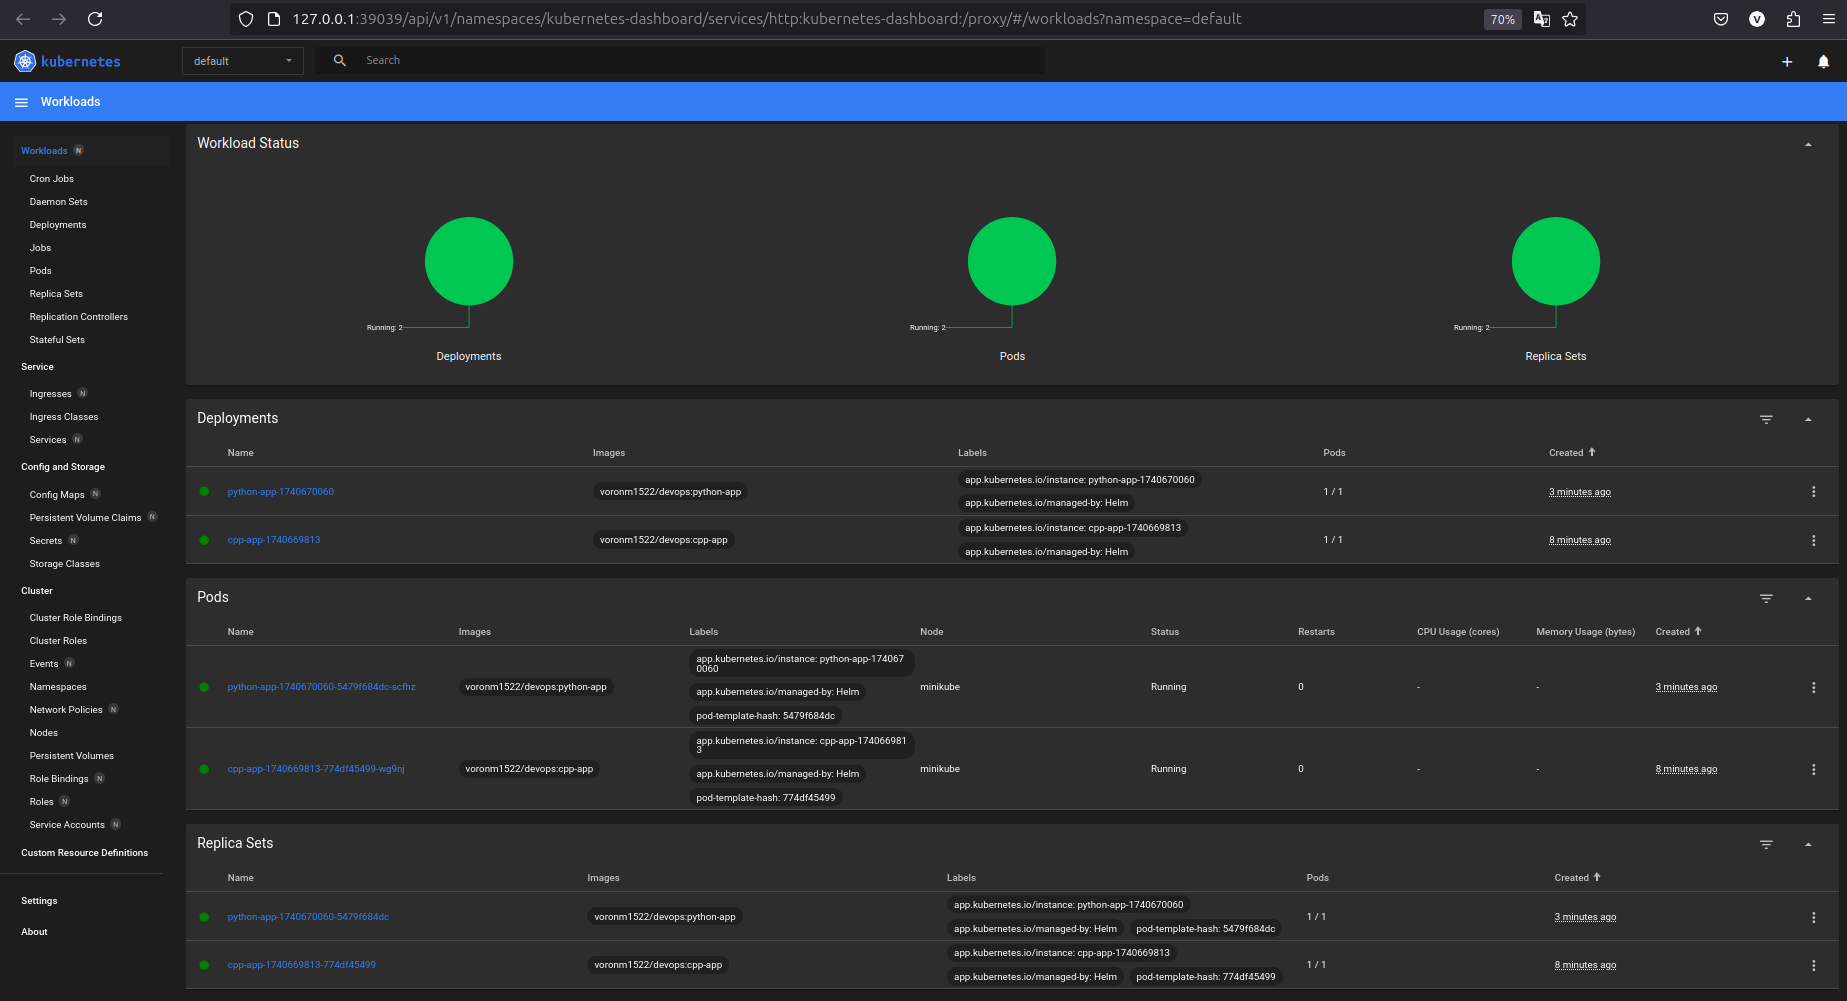 127.0.0.1:39039/api/v1/namespaces/kubernetes-dashboard/services/http:kubernetes-dashboard:/proxy/#/workloads?namespace=default
70%
V
kubernetes
default
Search
Workloads
Workloads N
Cron Jobs
Daemon Sets
Deployments
Jobs
Pods
Replica Sets
Replication Controllers
Stateful Sets
Service
Ingresses N
Ingress Classes
Services N
Config and Storage
Config Maps N
Persistent Volume Claims N
Secrets N
Storage Classes
Cluster
Cluster Role Bindings
Cluster Roles
Events N
Namespaces
Network Policies N
Nodes
Persistent Volumes
Role Bindings N
Roles N
Service Accounts N
Custom Resource Definitions
Settings
About
Workload Status
Running: 2
Deployments
Running: 2
Pods
Running: 2
Replica Sets
Deployments
Name Images Labels Pods Created
python-app-1740670060 voronm1522/devops:python-app app.kubernetes.io/instance: python-app-1740670060 1 / 1 3 minutes ago
app.kubernetes.io/managed-by: Helm
cpp-app-1740669813 voronm1522/devops:cpp-app app.kubernetes.io/instance: cpp-app-1740669813 1 / 1 8 minutes ago
app.kubernetes.io/managed-by: Helm
Pods
Name Images Labels Node Status Restarts CPU Usage (cores) Memory Usage (bytes) Created
python-app-1740670060-5479f684dc-scfhz voronm1522/devops:python-app app.kubernetes.io/instance: python-app-174067
0060
app.kubernetes.io/managed-by: Helm minikube Running 0 - - 3 minutes ago
pod-template-hash: 5479f684dc
cpp-app-1740669813-774df45499-wg9nj voronm1522/devops:cpp-app app.kubernetes.io/instance: cpp-app-174066981
3
app.kubernetes.io/managed-by: Helm minikube Running 0 - - 8 minutes ago
pod-template-hash: 774df45499
Replica Sets
Name Images Labels Pods Created
python-app-1740670060-5479f684dc voronm1522/devops:python-app app.kubernetes.io/instance: python-app-1740670060 1 / 1 3 minutes ago
app.kubernetes.io/managed-by: Helm pod-template-hash: 5479f684dc
cpp-app-1740669813-774df45499 voronm1522/devops:cpp-app app.kubernetes.io/instance: cpp-app-1740669813 1 / 1 8 minutes ago
app.kubernetes.io/managed-by: Helm pod-template-hash: 774df45499